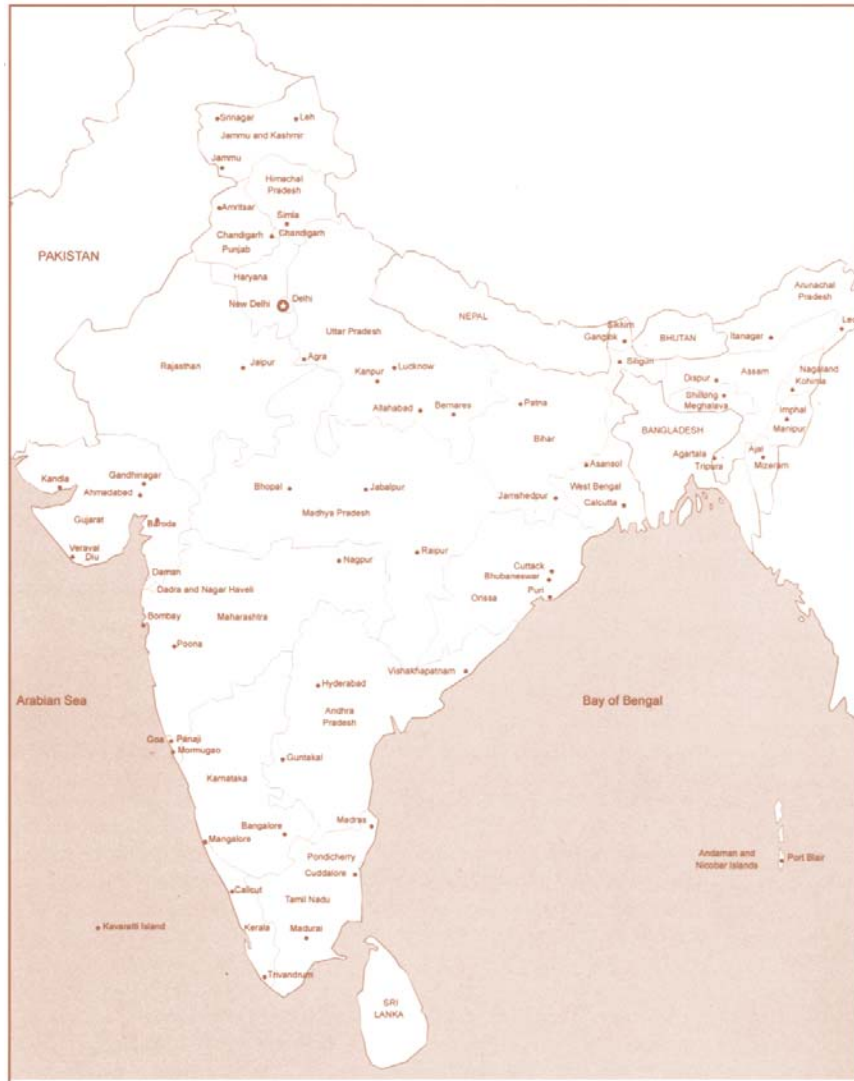 Srinagar
Leh
Jammu and Kashmir
Jammu
Himachal
Pradesh
Amritsar
Simla
Chandigarh
Chandigarh
Punjab
PAKISTAN
Haryana
New Delhi
Delhi
Arunachal
Pradesh
NEPAL
Sikkim
Gangtok
BHUTAN
Itanagar
Uttar Pradesh
Siliguri
Rajasthan
Jaipur
Agra
Kanpur
Lucknow
Dispur
Assam
Nagaland
Kohima
Shillong
Meghalava
Allahabad
Bernares
Patna
Imphal
Manipur
BANGLADESH
Bihar
Agartala
Tripura
Mizeram
Asansol
Kandla
Gandhinagar
Ahmadabad
Bhopal
Jabalpur
Jamshedpur
West Bengal
Calcutta
Madhya Pradesh
Gujarat
Baroda
Veraval
Diu
Nagpur
Raipur
Cuttack
Bhubaneswar
Puri
Orissa
Daman
Dadra and Nagar Haveli
Bombay
Maharashtra
Poona
Vishakhapatnam
Hyderabad
Arabian Sea
Bay of Bengal
Andhra
Pradesh
Goa
Panaji
Mormugao
Guntakal
Karnataka
Bangalore
Madras
Mangalore
Pondicherry
Cuddalore
Andaman and
Nicobar Islands
Port Blair
Calicut
Tamil Nadu
Kavaratti Island
Kerala
Madurai
Trivandrum
SRI
LANKA